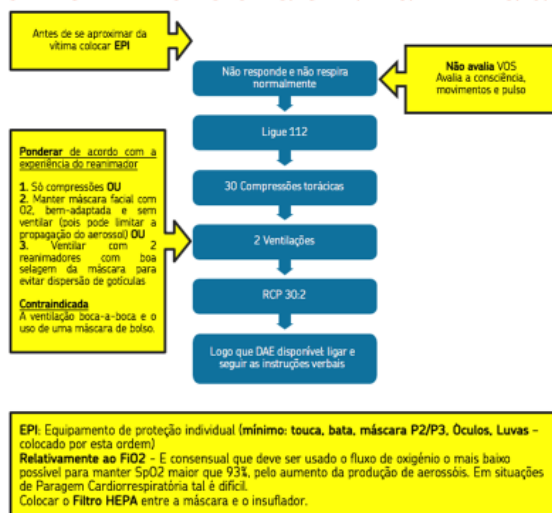 Antes de se aproximar da
vítima colocar EPI
Não responde e não respira
normalmente
Não avalia VOS
Avalia a consciência,
movimentos e pulso
Ligue 112
30 Compressões torácicas
Ponderar de acordo com a
experiência do reanimador
1. Só compressões OU
2. Manter máscara facial com
O2, bem-adaptada e sem
ventilar (pois pode limitar a
propagação do aerossol) OU
3. Ventilar com 2
reanimadores com boa
selagem da máscara para
evitar dispersão de gotículas
Contraindicada
A ventilação boca-a-boca e o
uso de uma máscara de bolso.
2 Ventilações
RCP 30:2
Logo que DAE disponível ligar e
seguir as instruções verbais
EPI: Equipamento de proteção individual (mínimo: touca, bata, máscara P2/P3, Óculos, Luvas –
colocado por esta ordem)
Relativamente ao FiO2 - E consensual que deve ser usado o fluxo de oxigénio o mais baixo
possível para manter SpO2 maior que 93%, pelo aumento da produção de aerossóis. Em situações
de Paragem Cardiorrespiratória tal é difícil.
Colocar o Filtro HEPA entre a máscara e o insuflador.